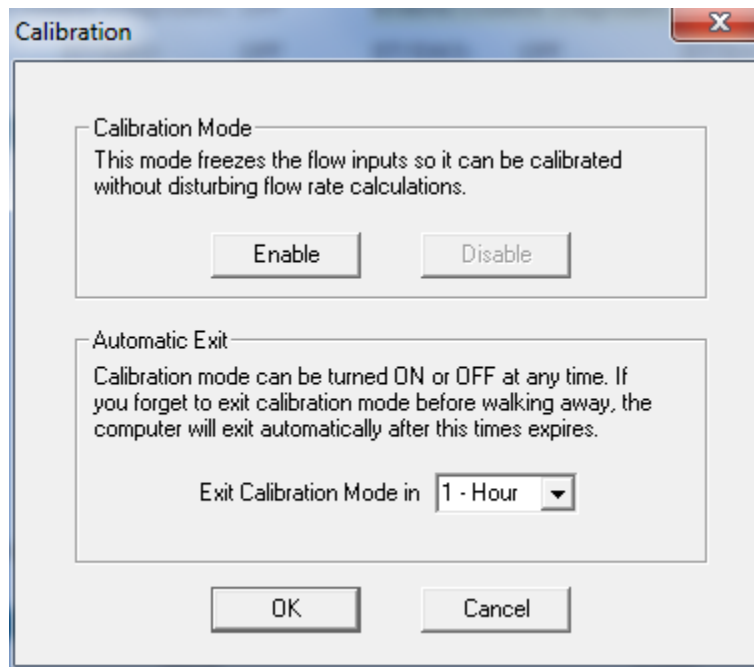 Calibration
Calibration Mode
This mode freezes the flow inputs so it can be calibrated
without disturbing flow rate calculations.
Enable Disable
Automatic Exit
Calibration mode can be turned ON or OFF at any time. If
you forget to exit calibration mode before walking away, the
computer will exit automatically after this times expires.
Exit Calibration Mode in 1 - Hour
OK Cancel